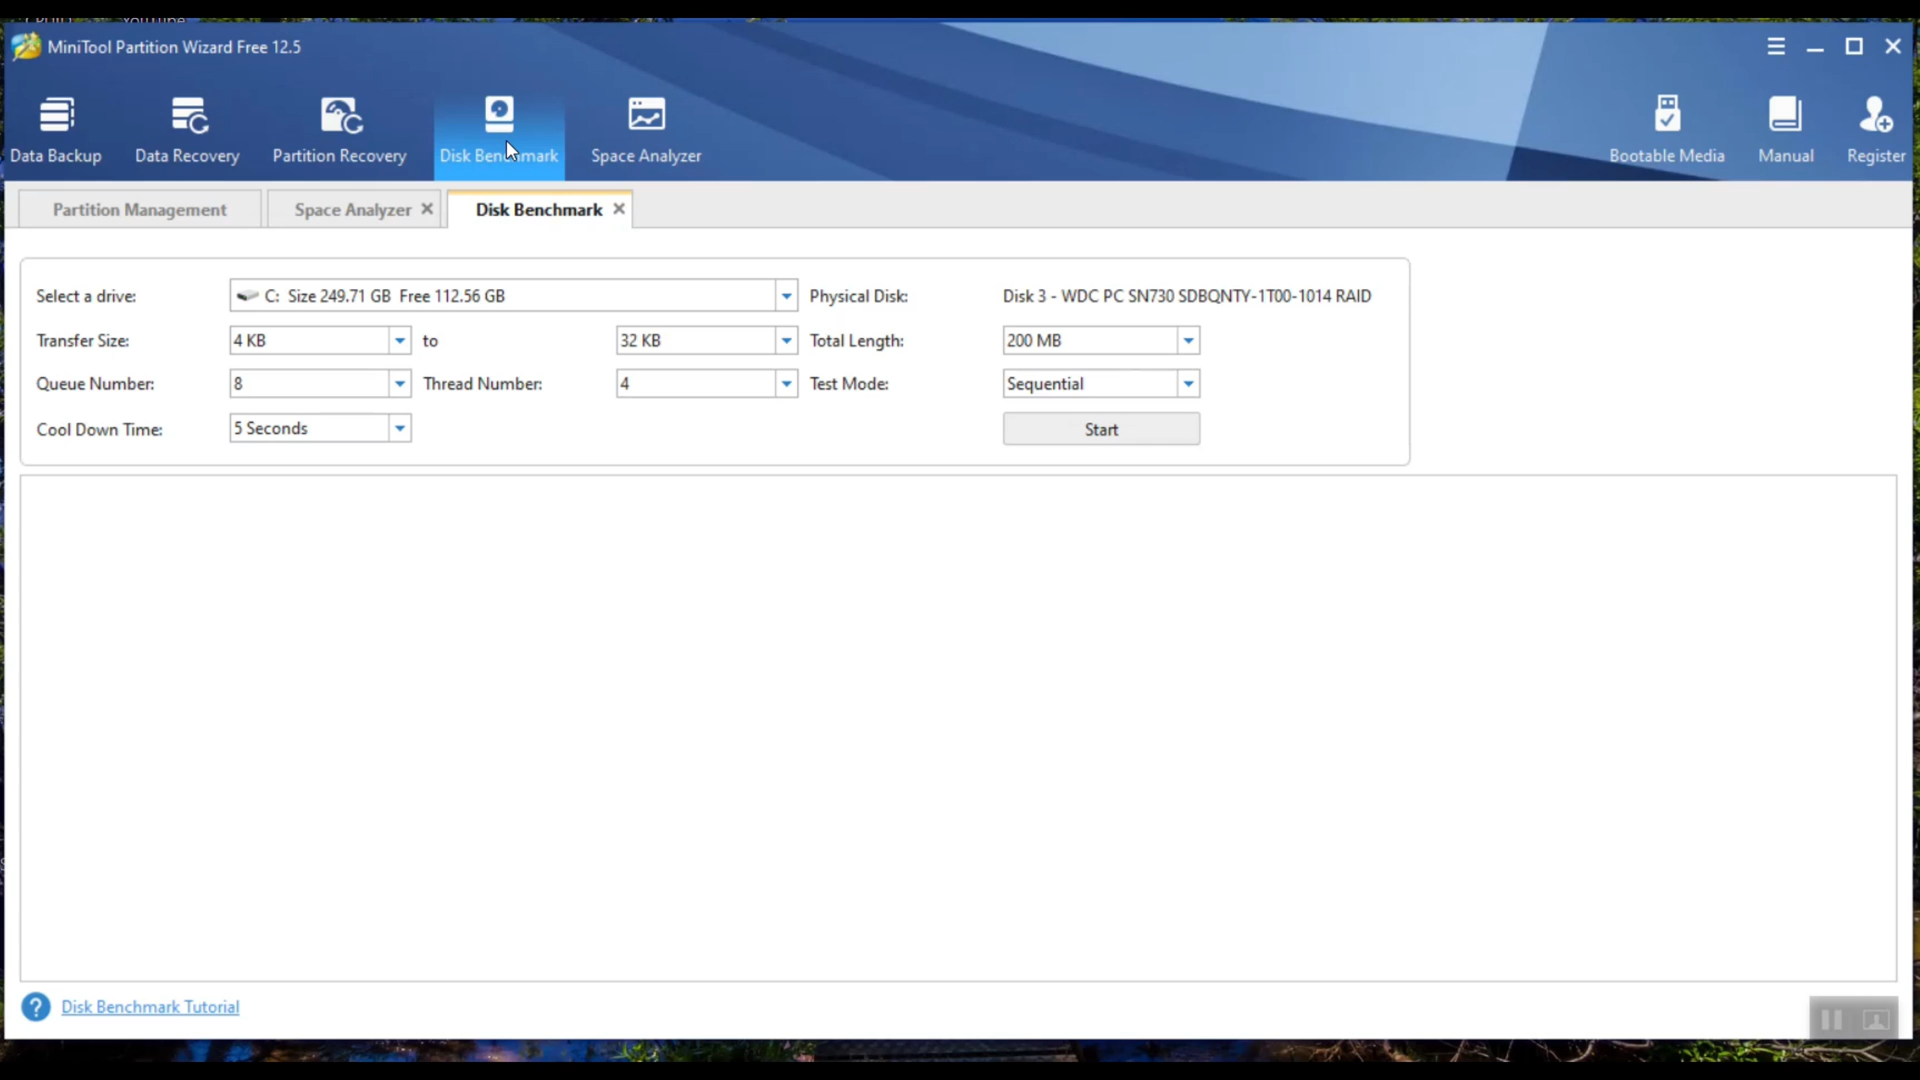 YouTube
MiniTool Partition Wizard Free 12.5
Data Backup
Data Recovery
Partition Recovery
Disk Benchmark
Space Analyzer
Bootable Media
Manual
Register
Partition Management
Space Analyzer
Disk Benchmark
Select a drive: C: Size 249.71 GB Free 112.56 GB Physical Disk: Disk 3 - WDC PC SN730 SDBQNTY-1T00-1014 RAID
Transfer Size: 4 KB to 32 KB Total Length: 200 MB
Queue Number: 8 Thread Number: 4 Test Mode: Sequential
Cool Down Time: 5 Seconds Start
? Disk Benchmark Tutorial